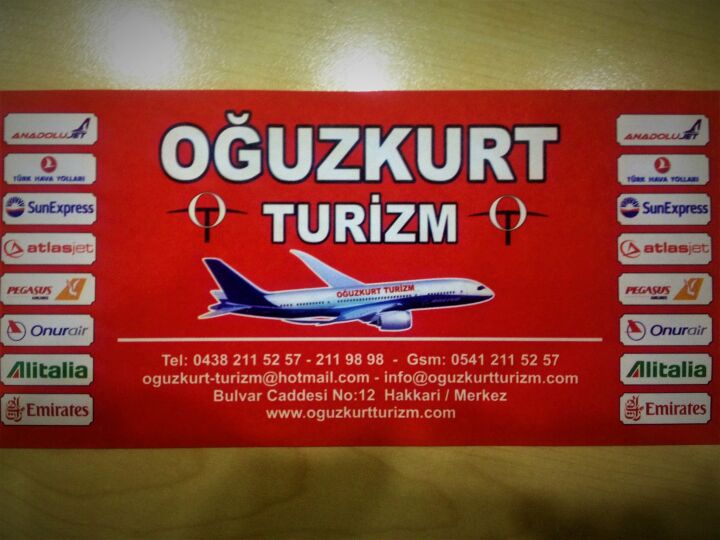 OĞUZKURT
TURİZM
OĞUZKURT TURİZM
Tel: 0438 211 52 57 - 211 98 98 - Gsm: 0541 211 52 57
oguzkurt-turizm@hotmail.com - info@oguzkurtturizm.com
Bulvar Caddesi No:12 Hakkari / Merkez
www.oguzkurtturizm.com
ANADOLUJET
TÜRK HAVA YOLLARI
SunExpress
atlasjet
PEGASUS
AIRLINES
Onurair
Alitalia
Emirates
ANADOLUJET
TÜRK HAVA YOLLARI
SunExpress
atlasjet
PEGASUS
AIRLINES
Onurair
Alitalia
Emirates